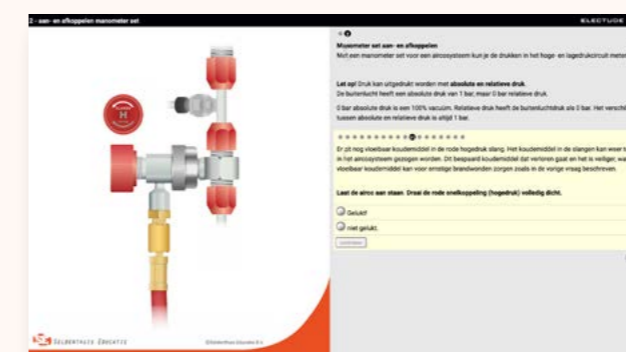 2 - aan- en afkoppelen manometer set
ELECTUDE
Manometer set aan- en afkoppelen
Met een manometer set voor een aircosysteem kun je de drukken in het hoge- en lagedrukcircuit meten
Let op! Druk kan uitgedrukt worden met absolute en relatieve druk.
De buitenlucht heeft een absolute druk van 1 bar, maar 0 bar relatieve druk.
0 bar absolute druk is een 100% vacuüm. Relatieve druk heeft de buitenluchtdruk als 0 bar. Het verschil
tussen absolute en relatieve druk is altijd 1 bar.
Er zit nog vloeibaar koudemiddel in de rode hogedruk slang. Het koudemiddel in de slangen kan weer
in het aircosysteem gezogen worden. Dit bespaard koudemiddel dat verloren gaat en het is veiliger, wa
vloeibaar koudemiddel kan voor ernstige brandwonden zorgen zoals in de vorige vraag beschreven.
Laat de airco aan staan. Draai de rode snelkoppeling (hogedruk) volledig dicht.
Gelukt!
niet gelukt.
H
SELDERTHUIS EDUCATIE